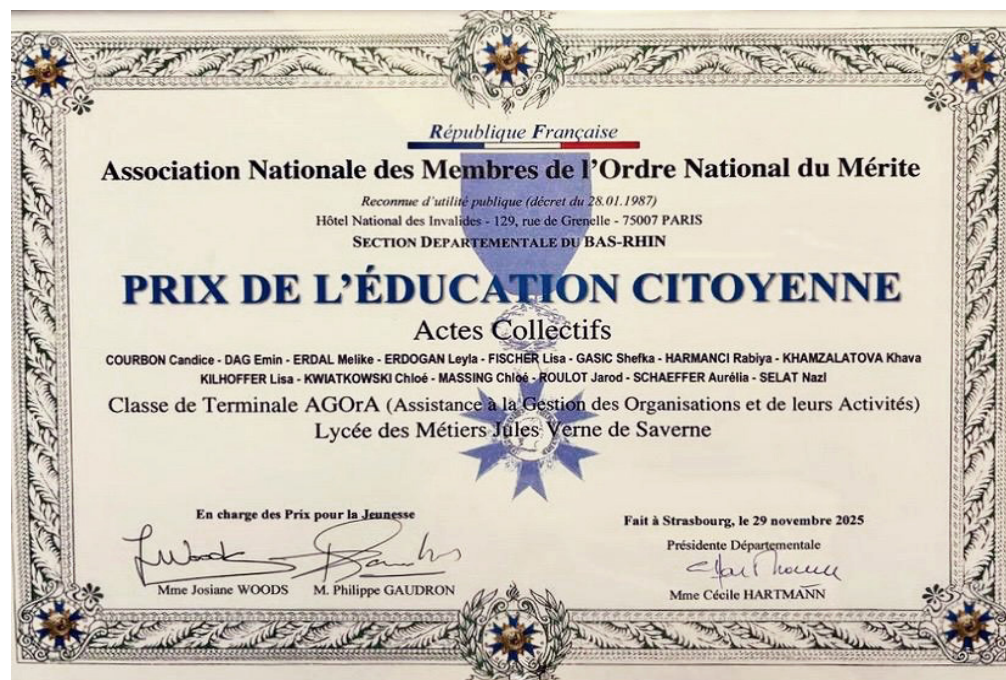 République Française
Association Nationale des Membres de l'Ordre National du Mérite
Reconnue d'utilité publique (décret du 28.01.1987)
Hôtel National des Invalides - 129, rue de Grenelle - 75007 PARIS
SECTION DEPARTEMENTALE DU BAS-RHIN
PRIX DE L'ÉDUCATION CITOYENNE
Actes Collectifs
COURBON Candice - DAG Emin - ERDAL Melike - ERDOGAN Leyla - FISCHER Lisa - GASIC Shefka - HARMANCI Rabiya - KHAMZALATOVA Khava
KILHOFFER Lisa - KWIATKOWSKI Chloé - MASSING Chloé - ROULOT Jarod - SCHAEFFER Aurélia - SELAT Nazl
Classe de Terminale AGOrA (Assistance à la Gestion des Organisations et de leurs Activités)
Lycée des Métiers Jules Verne de Saverne
En charge des Prix pour la Jeunesse
Mme Josiane WOODS M. Philippe GAUDRON
Fait à Strasbourg, le 29 novembre 2025
Présidente Départementale
Mme Cécile HARTMANN